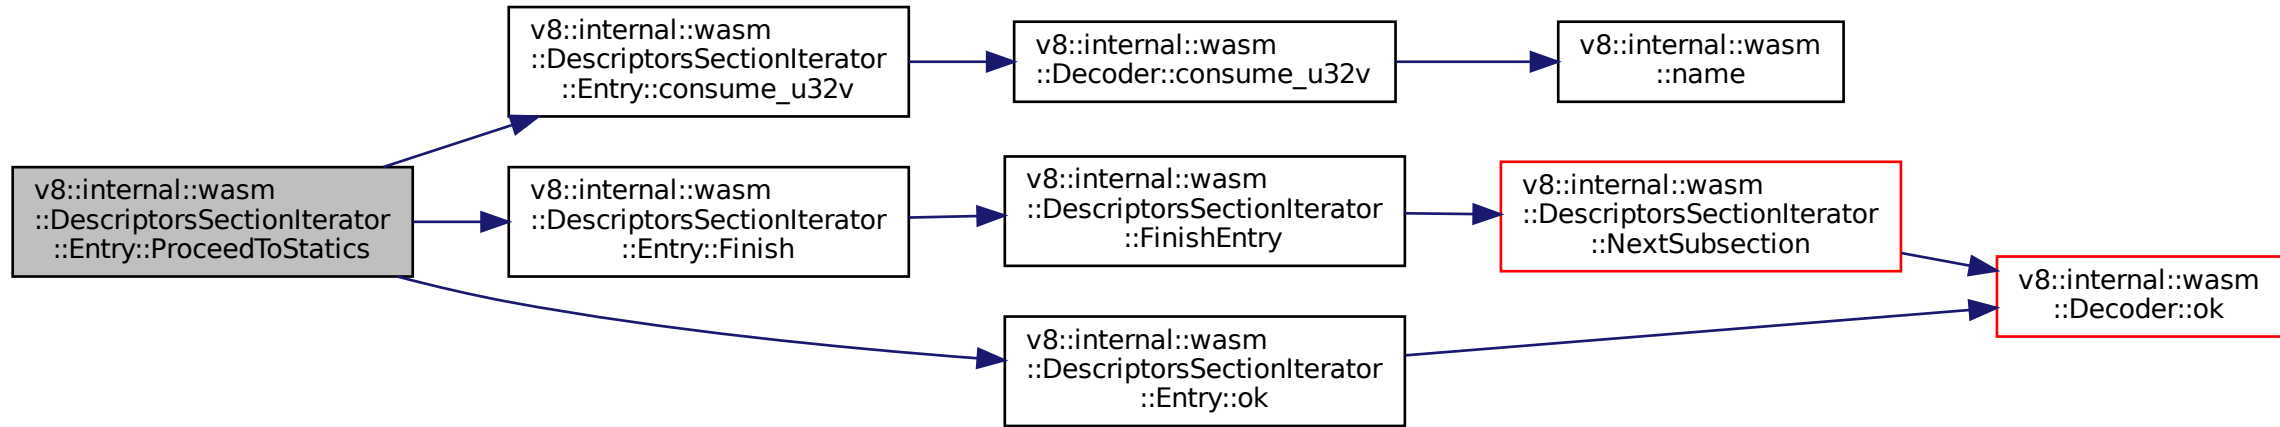 v8::internal::wasm
::DescriptorsSectionIterator
::Entry::ProceedToStatics
v8::internal::wasm
::DescriptorsSectionIterator
::Entry::consume_u32v
v8::internal::wasm
::Decoder::consume_u32v
v8::internal::wasm
::name
v8::internal::wasm
::DescriptorsSectionIterator
::Entry::Finish
v8::internal::wasm
::DescriptorsSectionIterator
::FinishEntry
v8::internal::wasm
::DescriptorsSectionIterator
::NextSubsection
v8::internal::wasm
::Decoder::ok
v8::internal::wasm
::DescriptorsSectionIterator
::Entry::ok